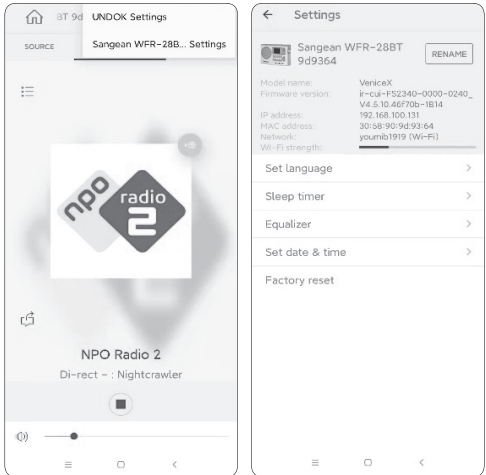 BT 9d
UNDOK Settings
Sangean WFR-28B... Settings
SOURCE
npo
radio
2
NPO Radio 2
Di-rect - : Nightcrawler
Settings
Sangean WFR-28BT
9d9364
RENAME
Model name: VeniceX
Firmware version: ir-cui-FS2340-0000-0240_
V4.5.10.46f70b-1B14
IP address: 192.168.100.131
MAC address: 30:58:90:9d:93:64
Network: youmib1919 (Wi-Fi)
Wi-Fi strength:
Set language
Sleep timer
Equalizer
Set date & time
Factory reset